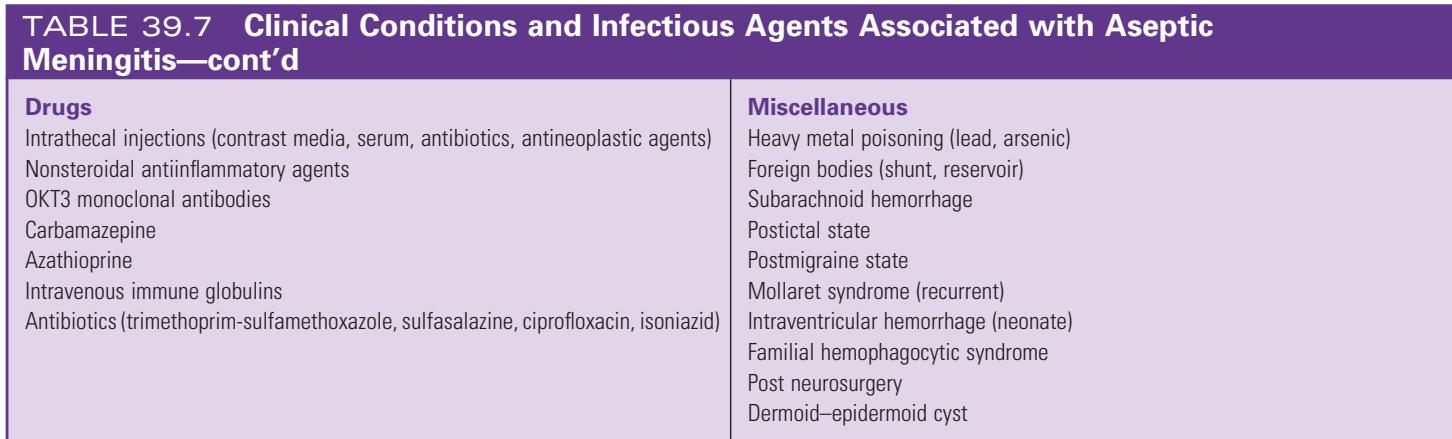 TABLE 39.7 Clinical Conditions and Infectious Agents Associated with Aseptic
Meningitis—cont'd
Drugs
Intrathecal injections (contrast media, serum, antibiotics, antineoplastic agents)
Nonsteroidal antiinflammatory agents
OKT3 monoclonal antibodies
Carbamazepine
Azathioprine
Intravenous immune globulins
Antibiotics (trimethoprim-sulfamethoxazole, sulfasalazine, ciprofloxacin, isoniazid)
Miscellaneous
Heavy metal poisoning (lead, arsenic)
Foreign bodies (shunt, reservoir)
Subarachnoid hemorrhage
Postictal state
Postmigraine state
Mollaret syndrome (recurrent)
Intraventricular hemorrhage (neonate)
Familial hemophagocytic syndrome
Post neurosurgery
Dermoid–epidermoid cyst